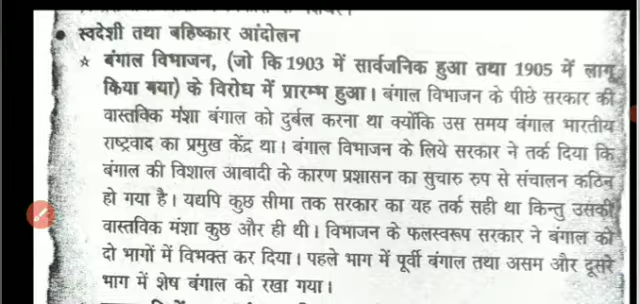 • स्वदेशी तथा बहिष्कार आंदोलन
☆ बंगाल विभाजन, (जो कि 1903 में सार्वजनिक हुआ तथा 1905 में लागू
किया गया) के विरोध में प्रारम्भ हुआ। बंगाल विभाजन के पीछे सरकार की
वास्तविक मंशा बंगाल को दुर्बल करना था क्योंकि उस समय बंगाल भारतीय
राष्ट्रवाद का प्रमुख केंद्र था। बंगाल विभाजन के लिये सरकार ने तर्क दिया कि
बंगाल की विशाल आबादी के कारण प्रशासन का सुचारु रुप से संचालन कठिन
हो गया है। यद्यपि कुछ सीमा तक सरकार का यह तर्क सही था किन्तु उसकी
वास्तविक मंशा कुछ और ही थी। विभाजन के फलस्वरूप सरकार ने बंगाल को
दो भागों में विभक्त कर दिया। पहले भाग में पूर्वी बंगाल तथा असम और दूसरे
भाग में शेष बंगाल को रखा गया।